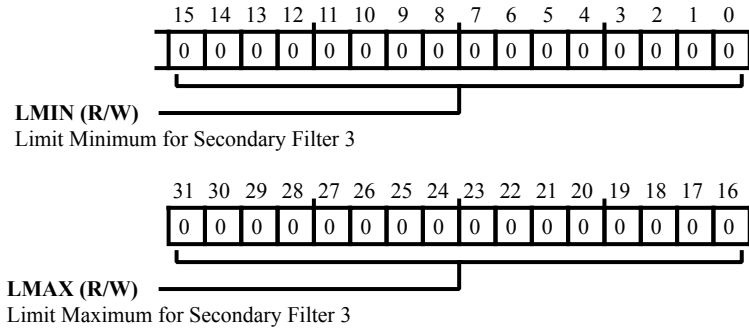 15 14 13 12 11 10 9 8 7 6 5 4 3 2 1 0
0 0 0 0 0 0 0 0 0 0 0 0 0 0 0 0
LMIN (R/W)
Limit Minimum for Secondary Filter 3
31 30 29 28 27 26 25 24 23 22 21 20 19 18 17 16
0 0 0 0 0 0 0 0 0 0 0 0 0 0 0 0
LMAX (R/W)
Limit Maximum for Secondary Filter 3